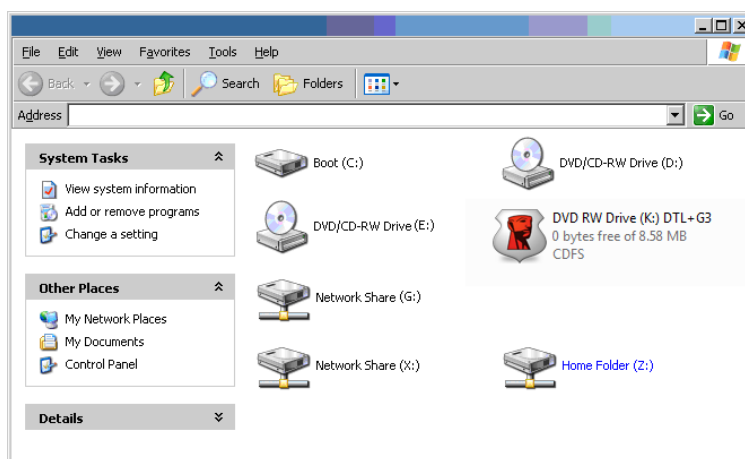 File Edit View Favorites Tools Help
Back Search Folders
Address Go
System Tasks
View system information
Add or remove programs
Change a setting
Other Places
My Network Places
My Documents
Control Panel
Details
Boot (C:) DVD/CD-RW Drive (D:)
DVD/CD-RW Drive (E:) DVD RW Drive (K:) DTL+G3
0 bytes free of 8.58 MB
CDFS
Network Share (G:)
Network Share (X:) Home Folder (Z:)